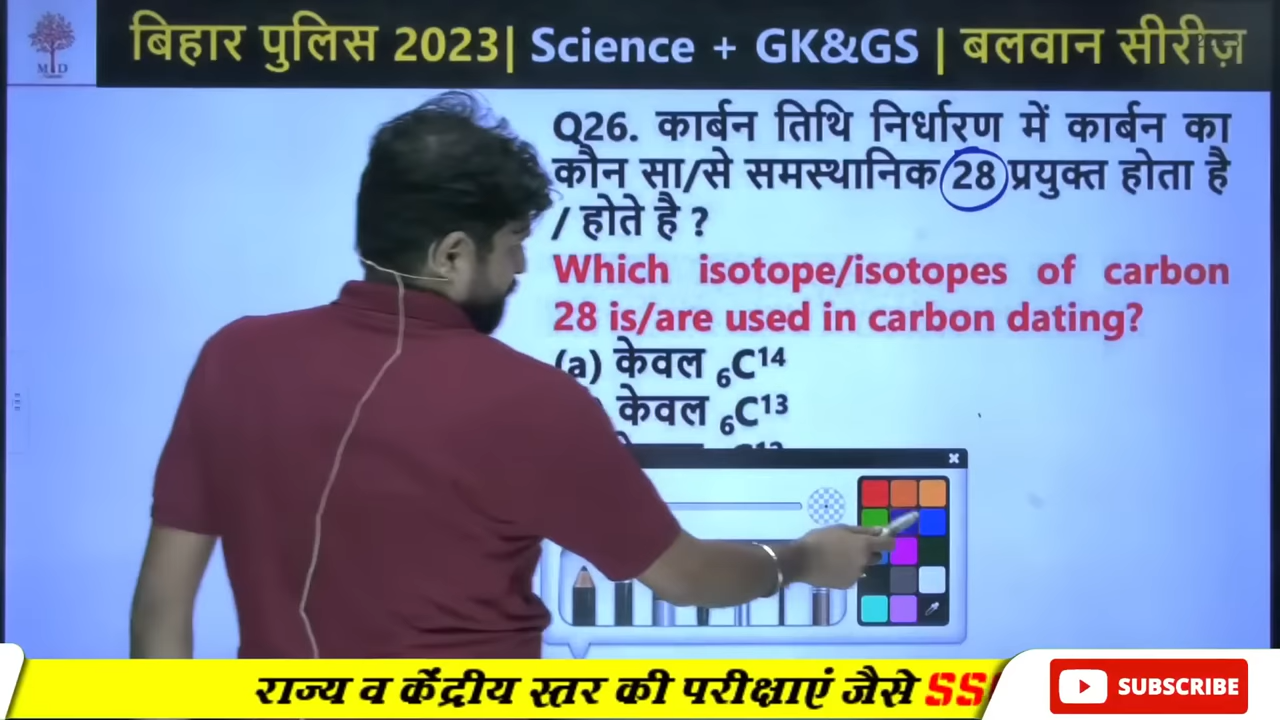 बिहार पुलिस 2023| Science + GK&GS | बलवान सीरीज़
Q26. कार्बन तिथि निर्धारण में कार्बन का
कौन सा/से समस्थानिक 28 प्रयुक्त होता है
/ होते है ?
Which isotope/isotopes of carbon
28 is/are used in carbon dating?
(a) केवल ₆C¹⁴
केवल ₆C¹³
राज्य व केंद्रीय स्तर की परीक्षाएं जैसे SS
SUBSCRIBE